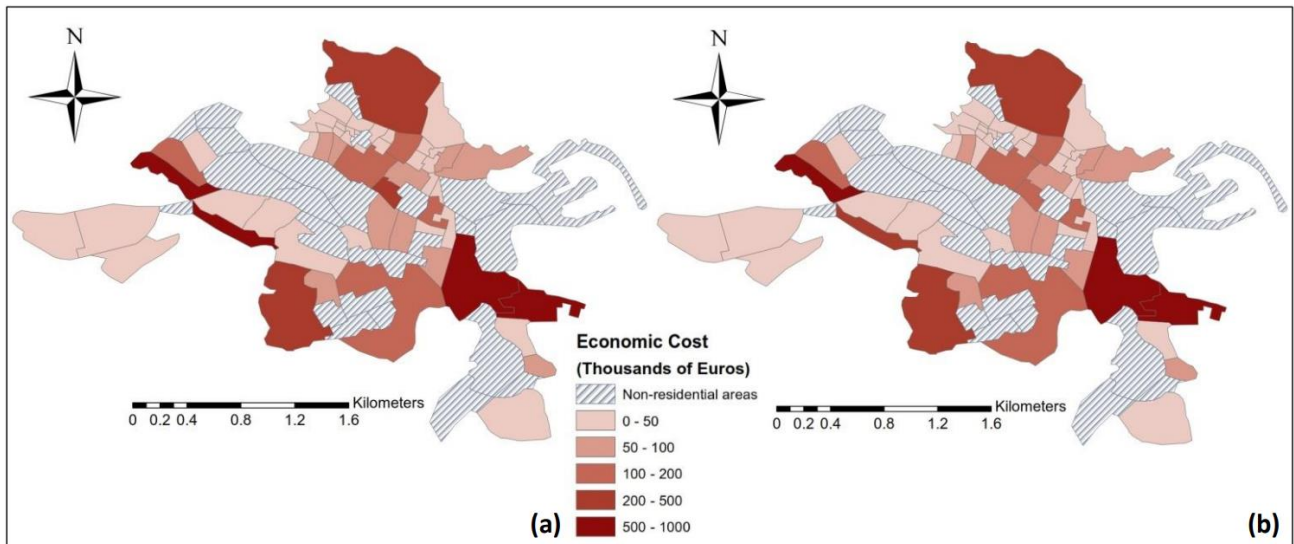 N
N
Economic Cost
(Thousands of Euros)
Non-residential areas
0 - 50
50 - 100
100 - 200
200 - 500
500 - 1000
Kilometers
0 0.2 0.4 0.8 1.2 1.6
Kilometers
0 0.2 0.4 0.8 1.2 1.6
(a)
(b)